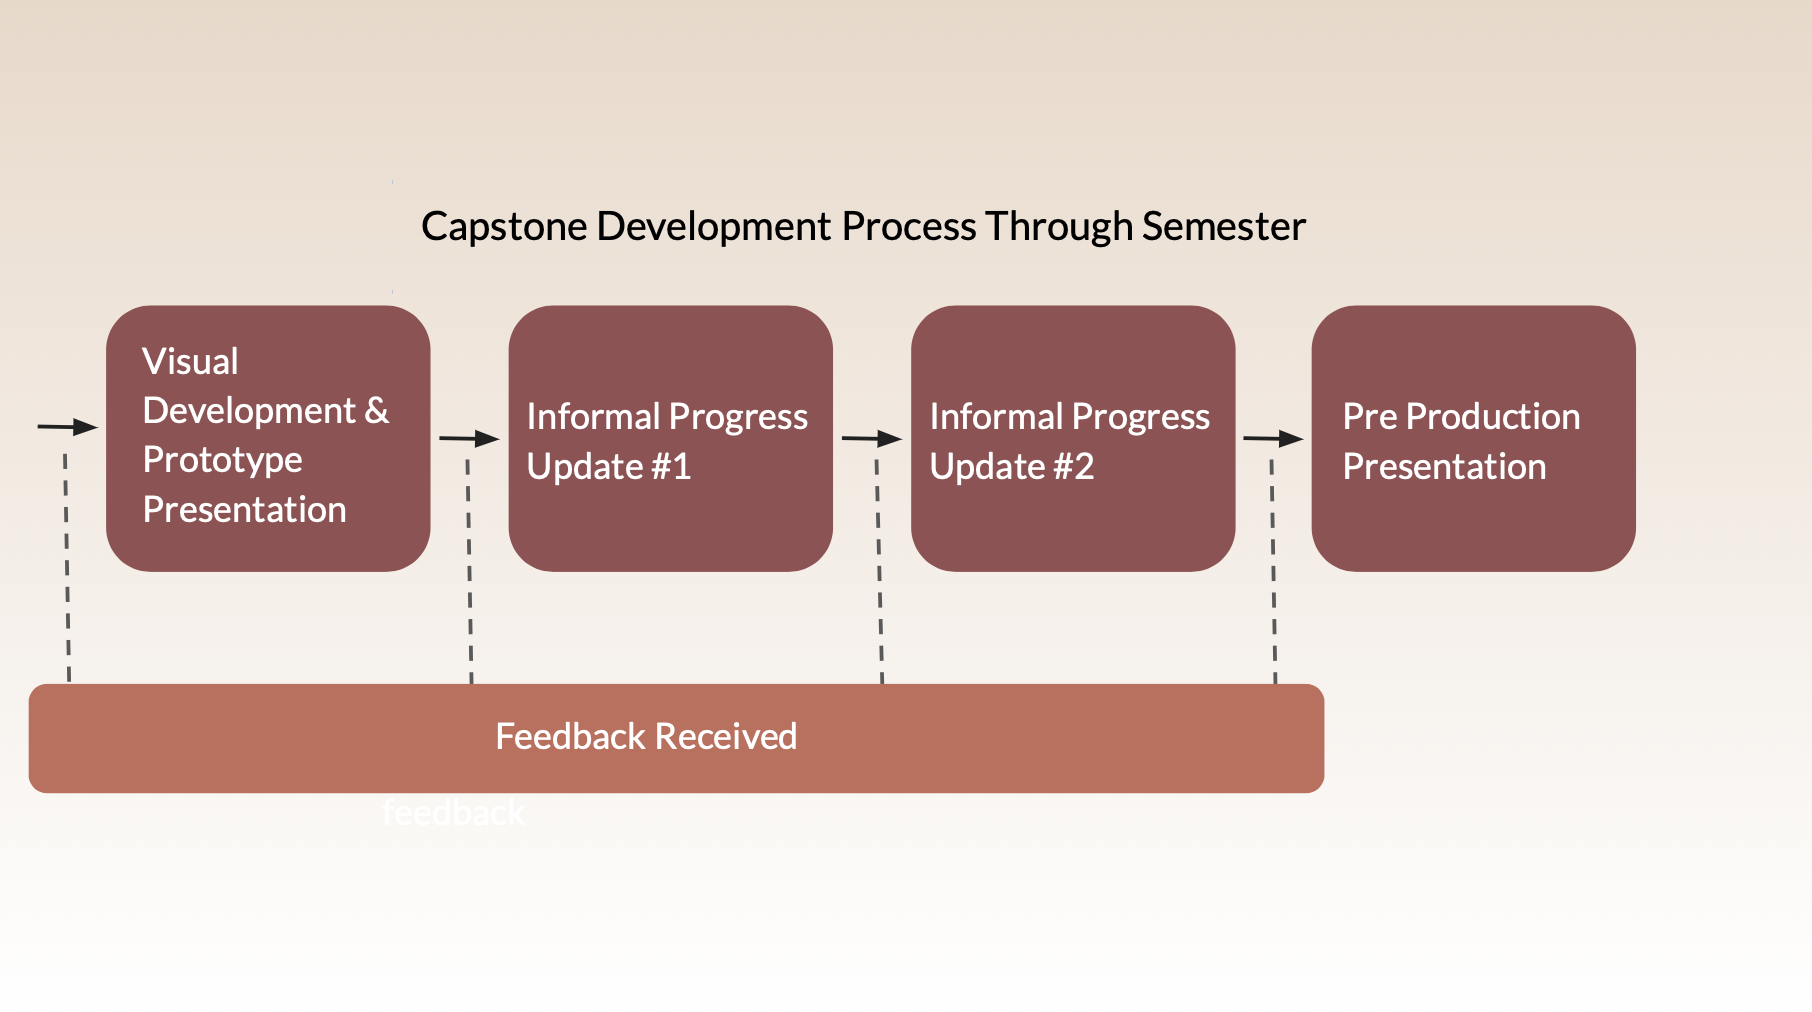 Capstone Development Process Through Semester
Visual
Development &
Prototype
Presentation
Informal Progress
Update #1
Informal Progress
Update #2
Pre Production
Presentation
Feedback Received
feedback